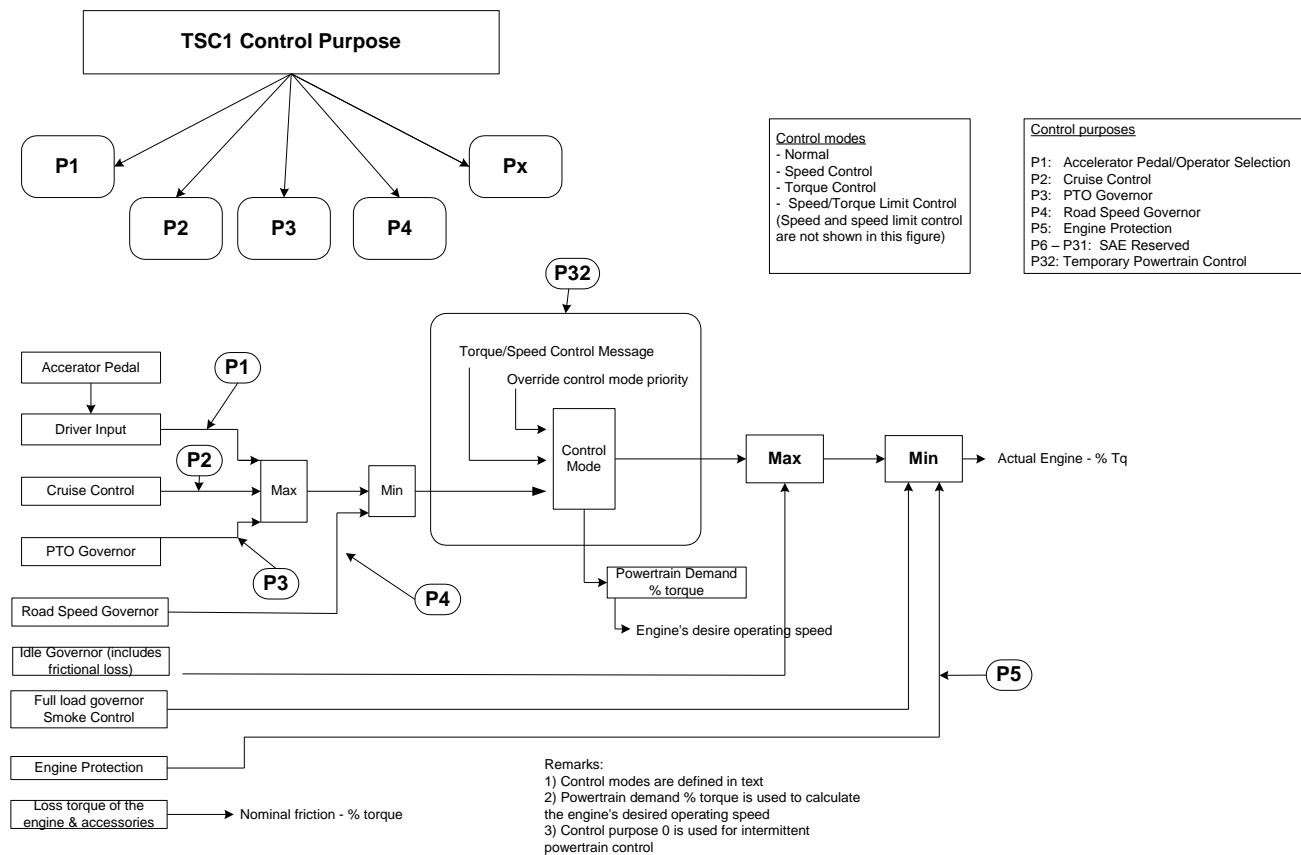 TSC1 Control Purpose
P1
Px
P2
P3
P4
Control modes
- Normal
- Speed Control
- Torque Control
- Speed/Torque Limit Control
(Speed and speed limit control
are not shown in this figure)
Control purposes
P1: Accelerator Pedal/Operator Selection
P2: Cruise Control
P3: PTO Governor
P4: Road Speed Governor
P5: Engine Protection
P6 – P31: SAE Reserved
P32: Temporary Powertrain Control
P32
Torque/Speed Control Message
Override control mode priority
Accerator Pedal
P1
Driver Input
P2
Cruise Control
Max
Min
Control
Mode
Max
Min
Actual Engine - % Tq
PTO Governor
P3
P4
Powertrain Demand
% torque
Road Speed Governor
Engine's desire operating speed
Idle Governor (includes
frictional loss)
P5
Full load governor
Smoke Control
Engine Protection
Loss torque of the
engine & accessories
Nominal friction - % torque
Remarks:
1) Control modes are defined in text
2) Powertrain demand % torque is used to calculate
the engine's desired operating speed
3) Control purpose 0 is used for intermittent
powertrain control